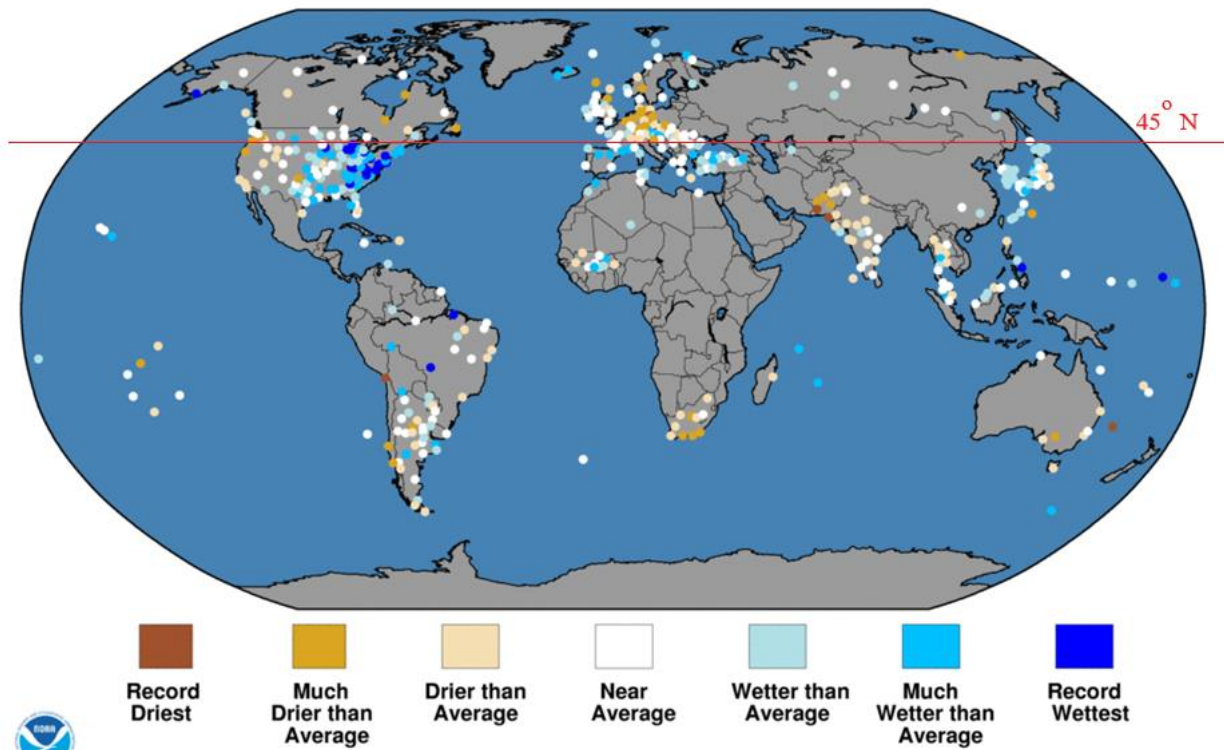 45° N
Record
Driest
Much
Drier than
Average
Drier than
Average
Near
Average
Wetter than
Average
Much
Wetter than
Average
Record
Wettest
NOAA